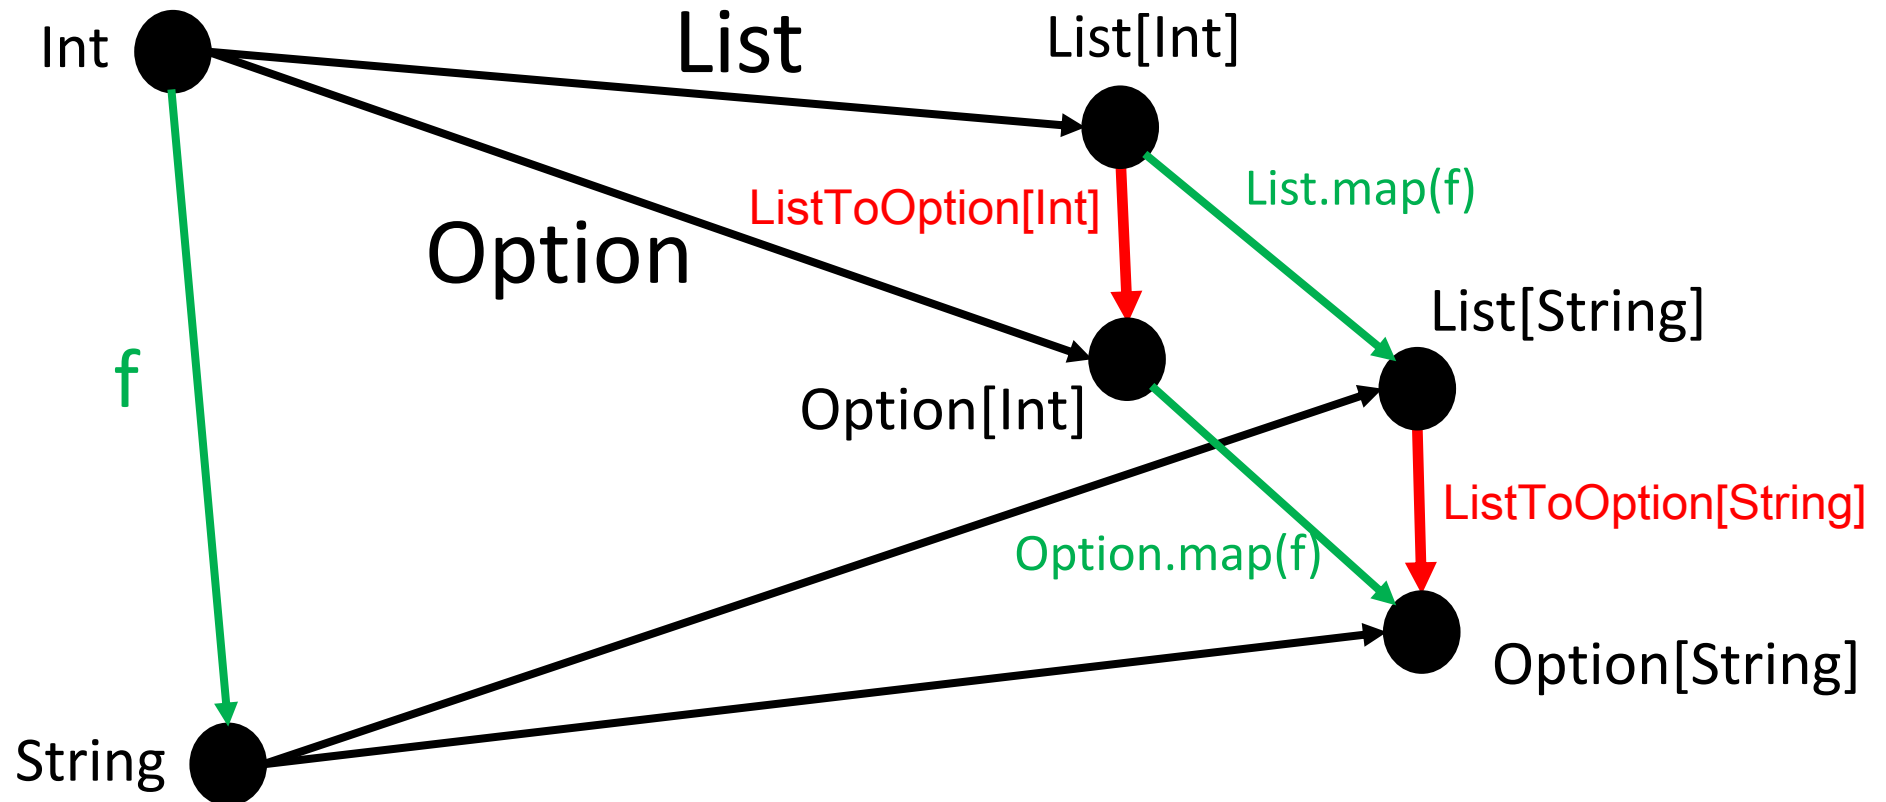 Int
List
List[Int]
ListToOption[Int]
List.map(f)
Option
List[String]
f
Option[Int]
ListToOption[String]
Option.map(f)
Option[String]
String